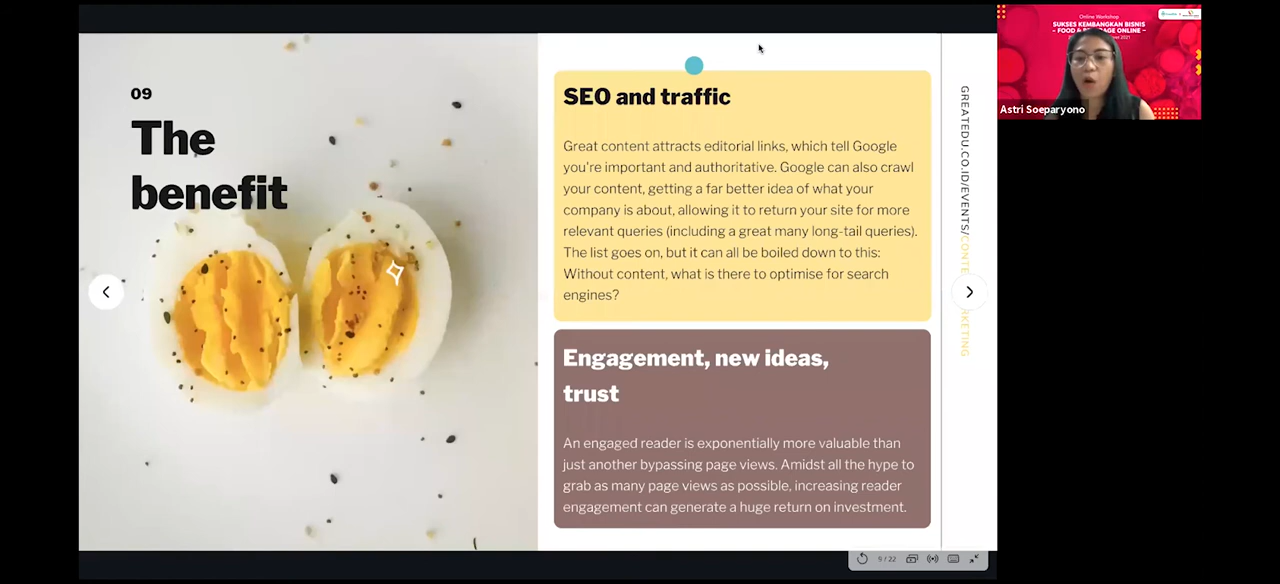 09
The
benefit
SEO and traffic
Great content attracts editorial links, which tell Google
you're important and authoritative. Google can also crawl
your content, getting a far better idea of what your
company is about, allowing it to return your site for more
relevant queries (including a great many long-tail queries).
The list goes on, but it can all be boiled down to this:
Without content, what is there to optimise for search
engines?
Engagement, new ideas,
trust
An engaged reader is exponentially more valuable than
just another bypassing page views. Amidst all the hype to
grab as many page views as possible, increasing reader
engagement can generate a huge return on investment.
GREATEDU.CO.ID/EVENTS/CONTE RKETING
9 / 22
Online Workshop
SUKSES KEMBANGKAN BISNIS
ONLINE -
2021
Astri Soeparyono